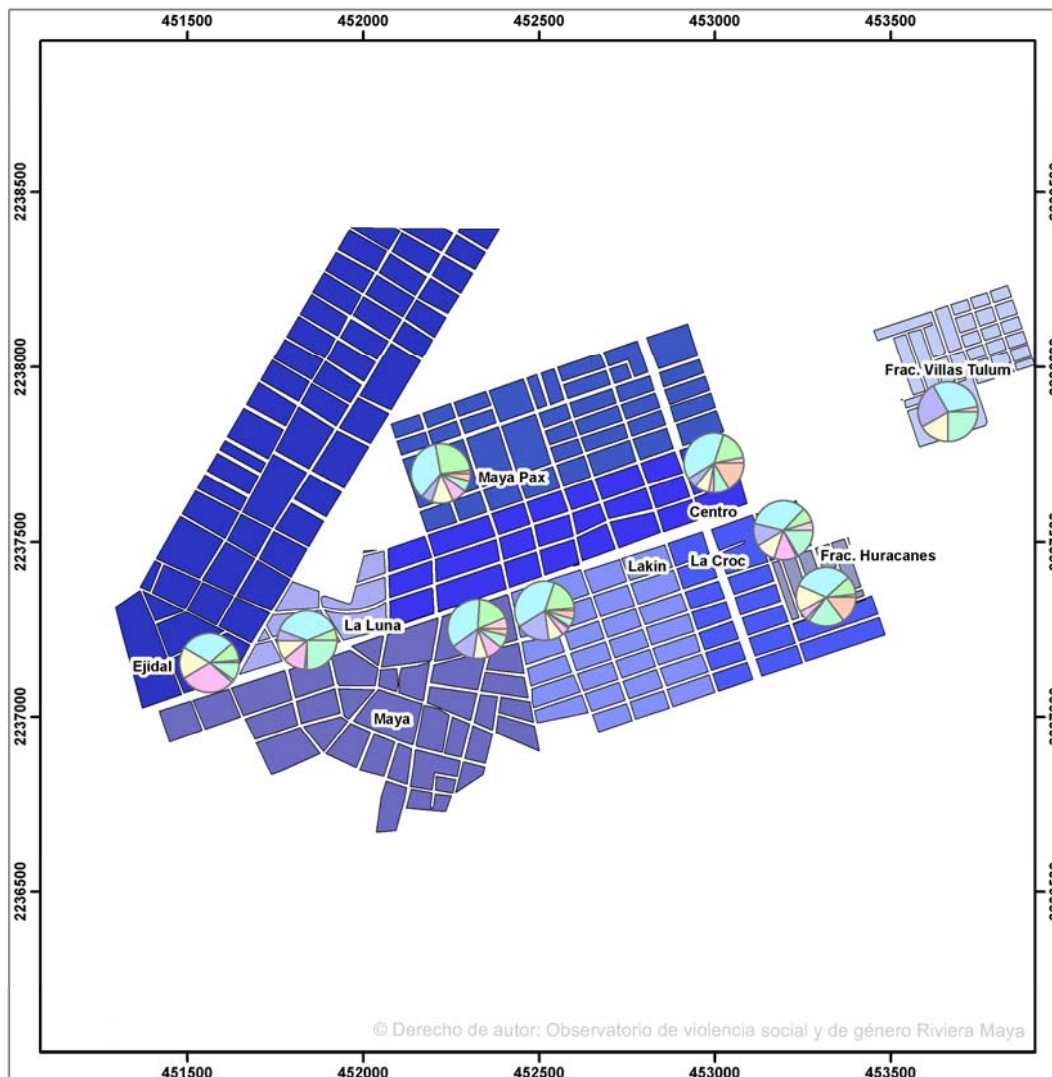 451500 452000 452500 453000 453500
2238500
2238000
2237500
2237000
2236500
Frac. Villas Tulum
Maya Pax
Centro
Frac. Huracanes
La Croc
Lakin
La Luna
Ejidal
Maya
© Derecho de autor: Observatorio de violencia social y de género Riviera Maya
451500 452000 452500 453000 453500